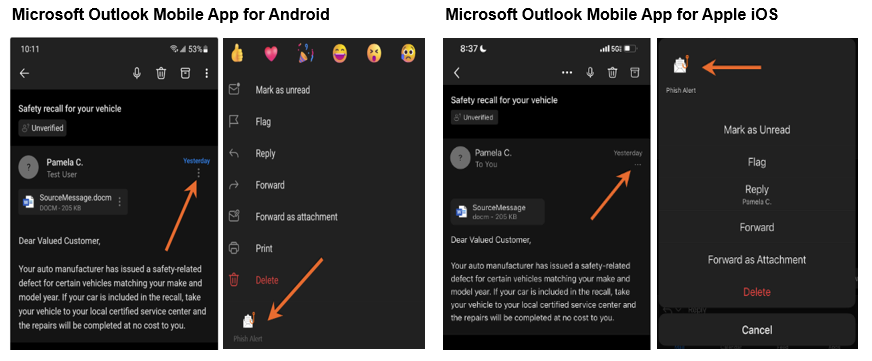 Microsoft Outlook Mobile App for Android
10:11
53%
Safety recall for your vehicle
Unverified
?
Pamela C.
Yesterday
Test User
SourceMessage.docm
DOCM - 205 KB
Dear Valued Customer,
Your auto manufacturer has issued a safety-related
defect for certain vehicles matching your make and
model year. If your car is included in the recall, take
your vehicle to your local certified service center and
the repairs will be completed at no cost to you.
Mark as unread
Flag
Reply
Forward
Forward as attachment
Print
Delete
Phish Alert
Microsoft Outlook Mobile App for Apple iOS
8:37
5G
Safety recall for your vehicle
Unverified
?
Pamela C.
Yesterday
To You
SourceMessage
docm - 205 KB
Dear Valued Customer,
Your auto manufacturer has issued a safety-related
defect for certain vehicles matching your make and
model year. If your car is included in the recall, take
your vehicle to your local certified service center and
the repairs will be completed at no cost to you.
Phish Alert
Mark as Unread
Flag
Reply
Pamela C.
Forward
Forward as Attachment
Delete
Reply
Cancel